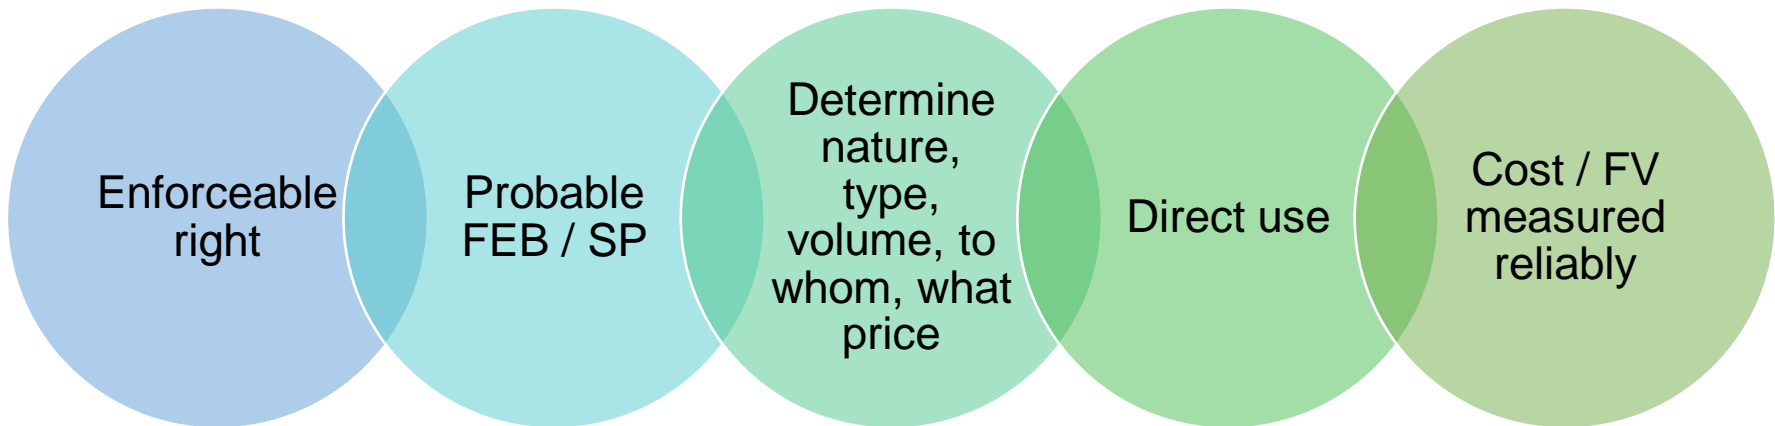 Enforceable
right
Probable
FEB / SP
Determine
nature,
type,
volume, to
whom, what
price
Direct use
Cost / FV
measured
reliably